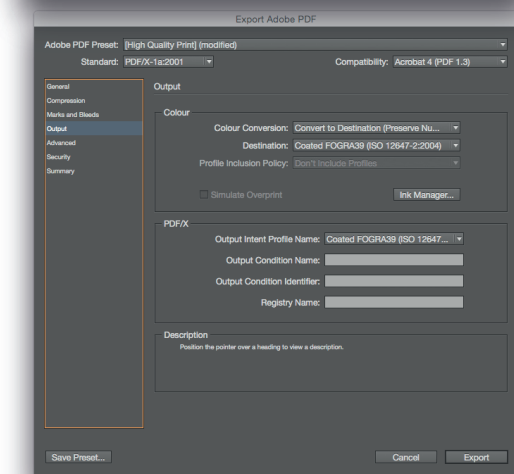 Export Adobe PDF
Adobe PDF Preset: [High Quality Print] (modified)
Standard: PDF/X-1a:2001 Compatibility: Acrobat 4 (PDF 1.3)
General
Compression
Marks and Bleeds
Output
Advanced
Security
Summary
Output
Colour
Colour Conversion: Convert to Destination (Preserve Nu...
Destination: Coated FOGRA39 (ISO 12647-2:2004)
Profile Inclusion Policy: Don't Include Profiles
Simulate Overprint Ink Manager...
PDF/X
Output Intent Profile Name: Coated FOGRA39 (ISO 12647...
Output Condition Name:
Output Condition Identifier:
Registry Name:
Description
Position the pointer over a heading to view a description.
Save Preset... Cancel Export